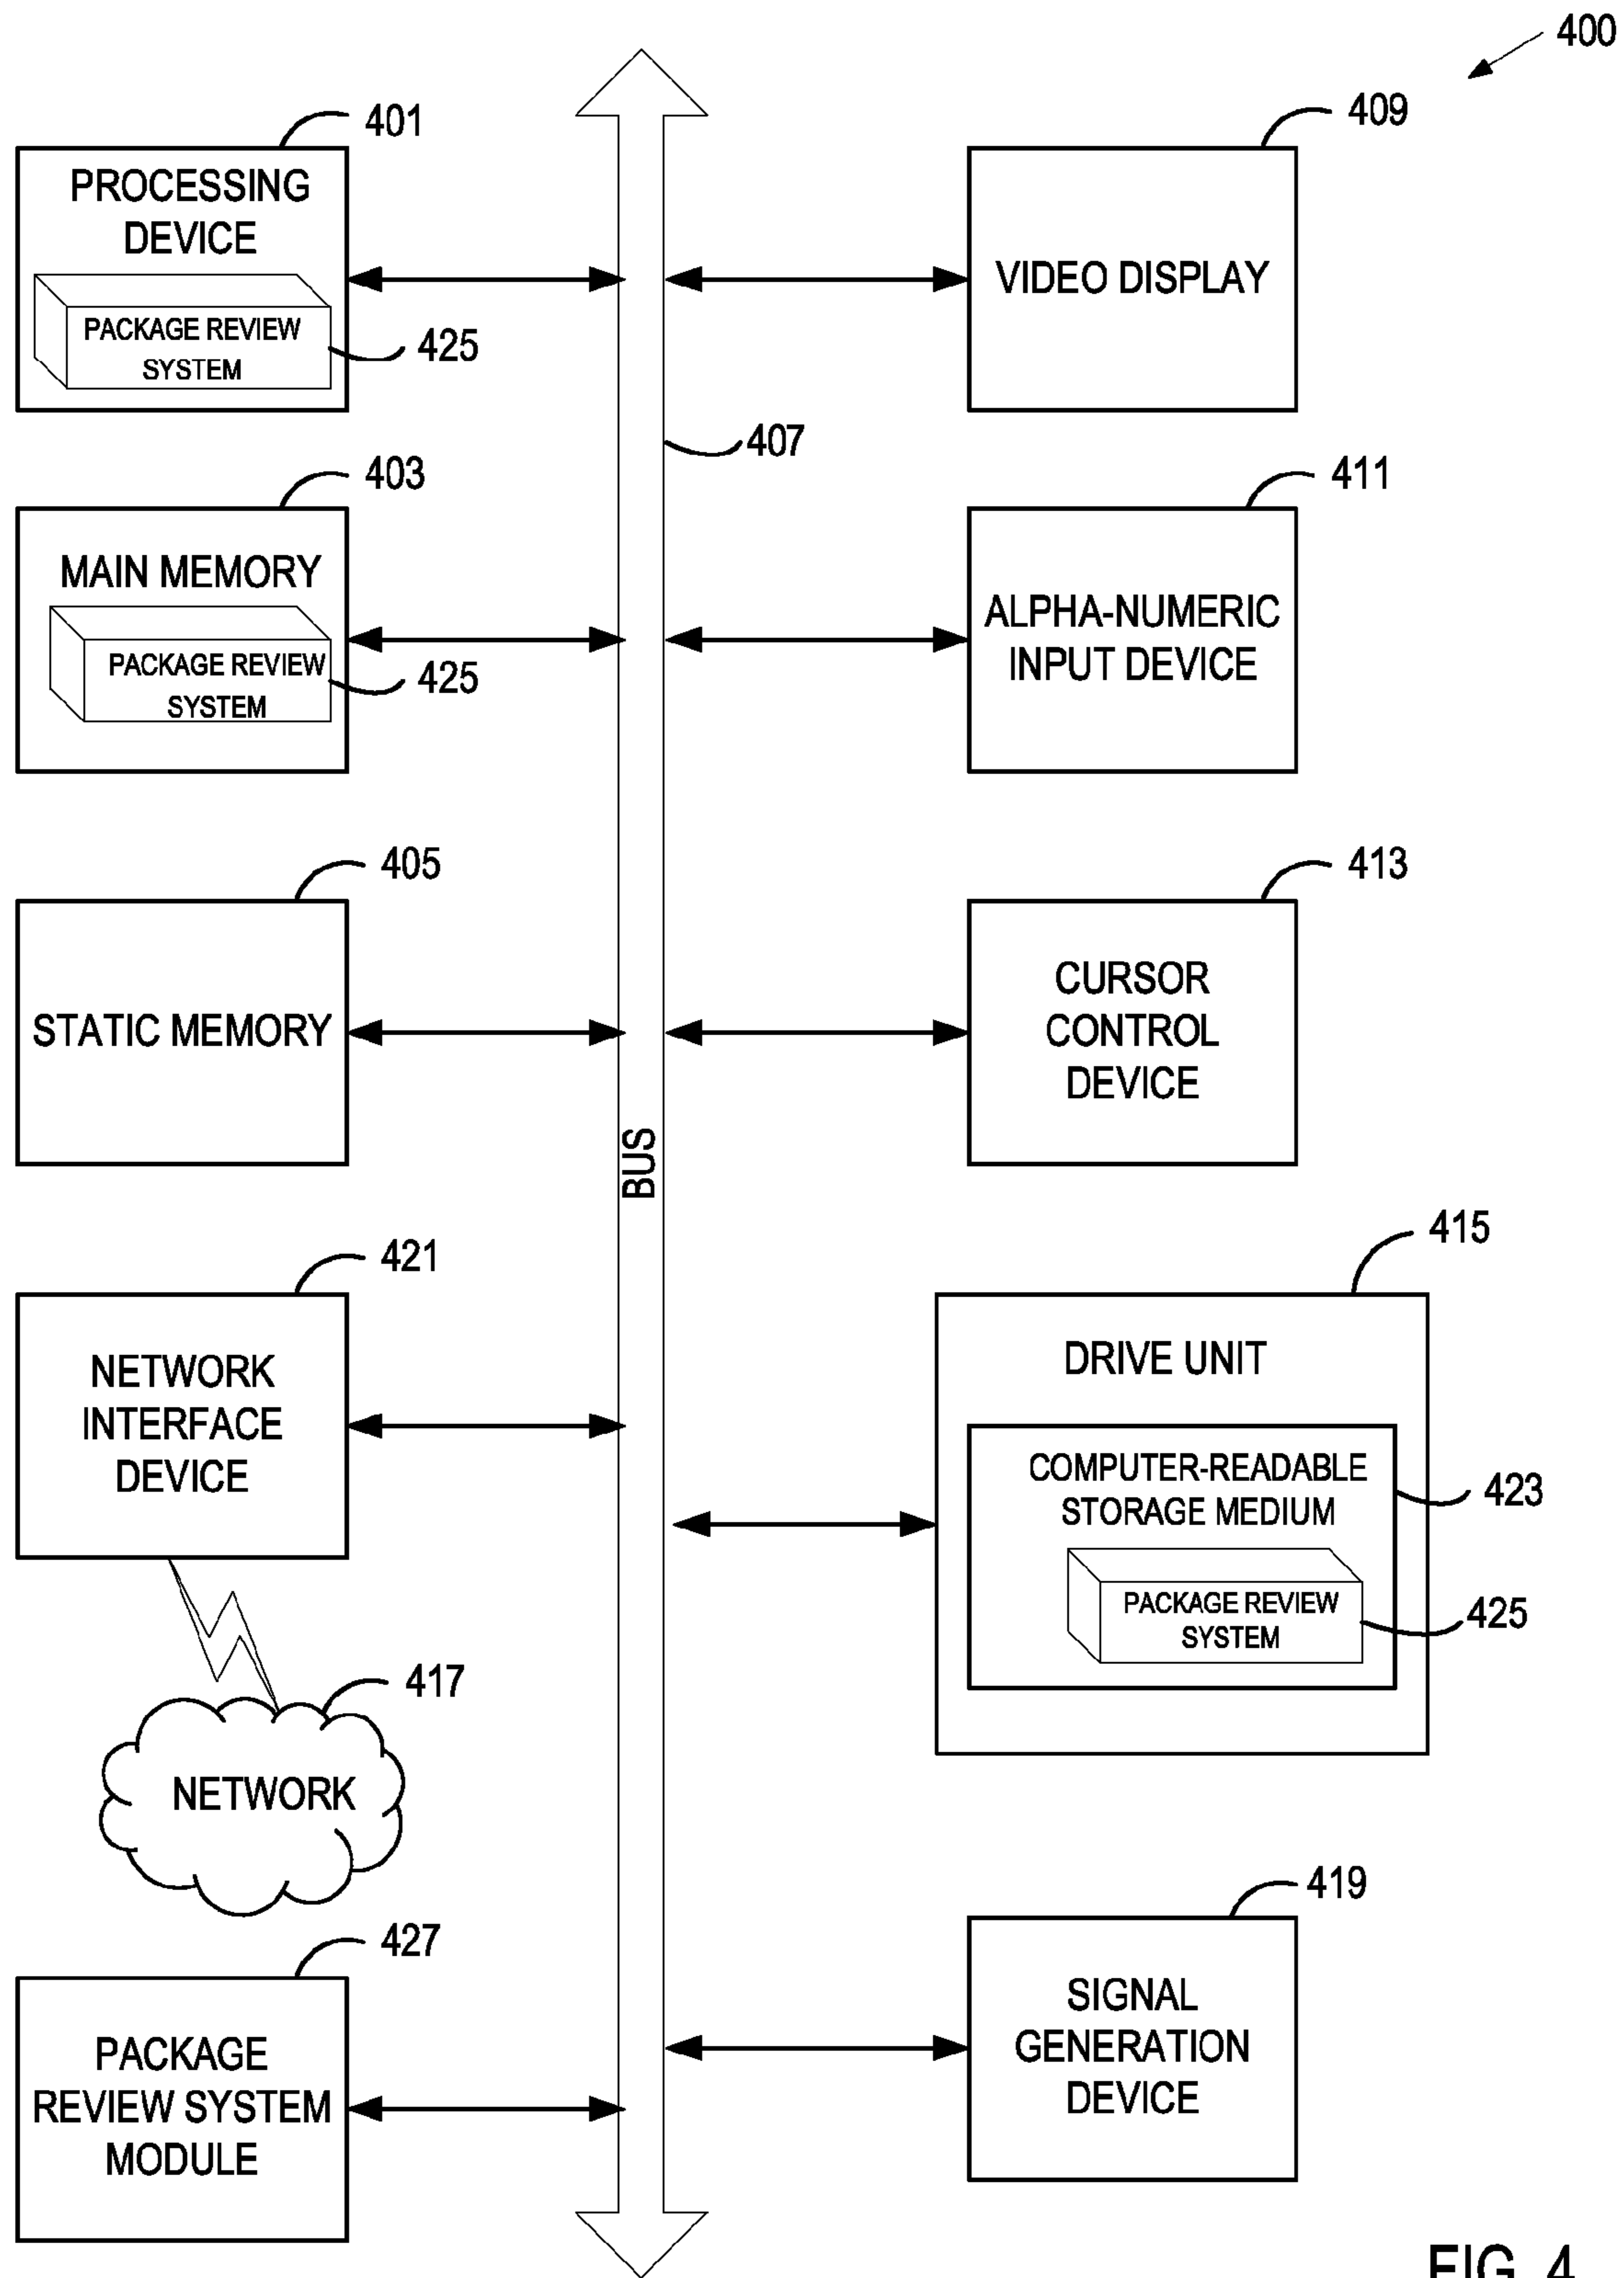 400
401
PROCESSING
DEVICE
PACKAGE REVIEW
SYSTEM
425
409
VIDEO DISPLAY
407
403
MAIN MEMORY
PACKAGE REVIEW
SYSTEM
425
411
ALPHA-NUMERIC
INPUT DEVICE
405
STATIC MEMORY
413
CURSOR
CONTROL
DEVICE
BUS
421
NETWORK
INTERFACE
DEVICE
415
DRIVE UNIT
COMPUTER-READABLE
STORAGE MEDIUM
423
PACKAGE REVIEW
SYSTEM
425
417
NETWORK
419
SIGNAL
GENERATION
DEVICE
427
PACKAGE
REVIEW SYSTEM
MODULE
FIG. 4